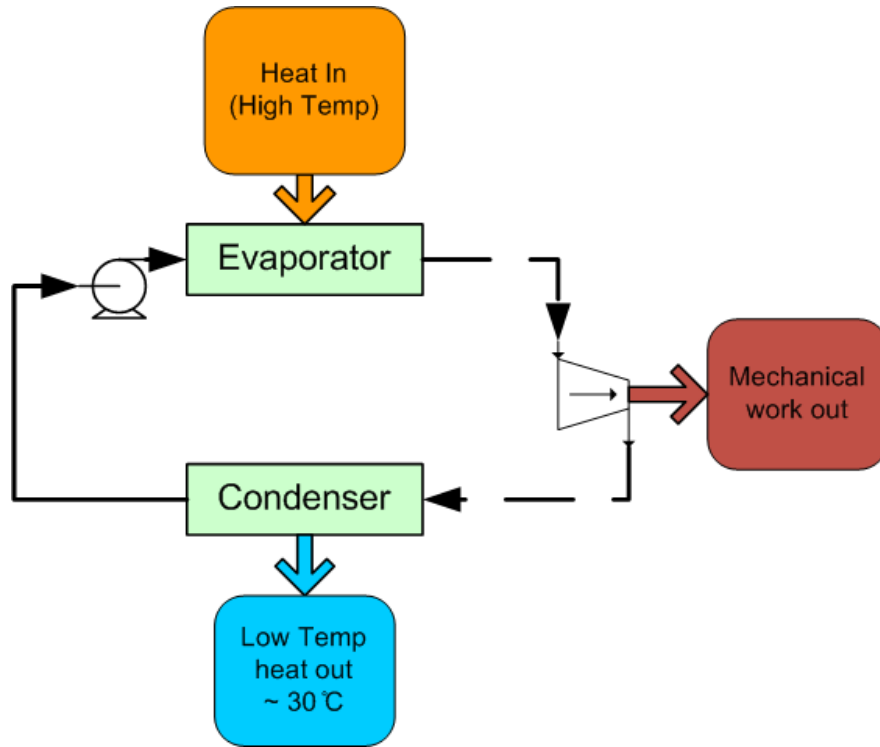 Heat In
(High Temp)
Evaporator
Mechanical
work out
Condenser
Low Temp
heat out
~ 30℃